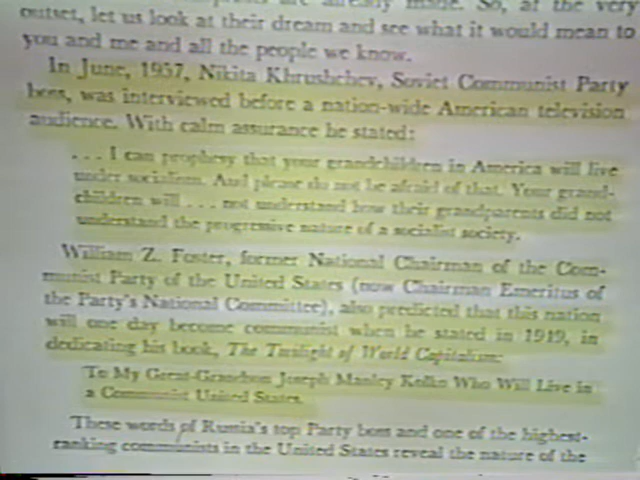 already made. So, at the very
outset, let us look at their dream and see what it would mean to
you and me and all the people we know.
In June, 1957, Nikita Khrushchev, Soviet Communist Party
boss, was interviewed before a nation-wide American television
audience. With calm assurance he stated:
. . . I can prophesy that your grandchildren in America will live
under socialism. And please do not be afraid of that. Your grand-
children will . . . not understand how their grandparents did not
understand the progressive nature of a socialist society.
William Z. Foster, former National Chairman of the Com-
munist Party of the United States (now Chairman Emeritus of
the Party's National Committee), also predicted that this nation
will one day become communist when he stated in 1949, in
dedicating his book, The Twilight of World Capitalism:
To My Great-Grandson Joseph Manley Kolko Who Will Live in
a Communist United States.
These words of Russia's top Party boss and one of the highest-
ranking communists in the United States reveal the nature of the